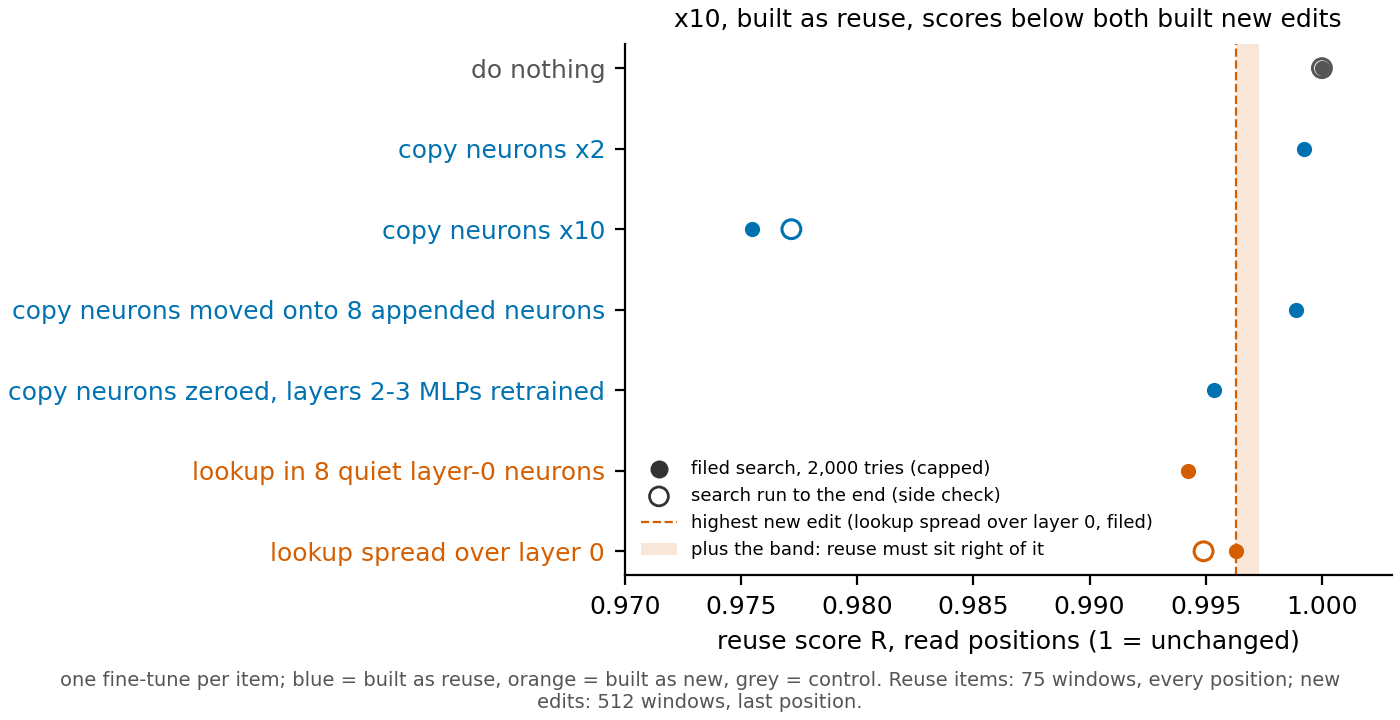 x10, built as reuse, scores below both built new edits
do nothing
copy neurons x2
copy neurons x10
copy neurons moved onto 8 appended neurons
copy neurons zeroed, layers 2-3 MLPs retrained
lookup in 8 quiet layer-0 neurons
lookup spread over layer 0
filed search, 2,000 tries (capped)
search run to the end (side check)
highest new edit (lookup spread over layer 0, filed)
plus the band: reuse must sit right of it
0.970 0.975 0.980 0.985 0.990 0.995 1.000
reuse score R, read positions (1 = unchanged)
one fine-tune per item; blue = built as reuse, orange = built as new, grey = control. Reuse items: 75 windows, every position; new
edits: 512 windows, last position.